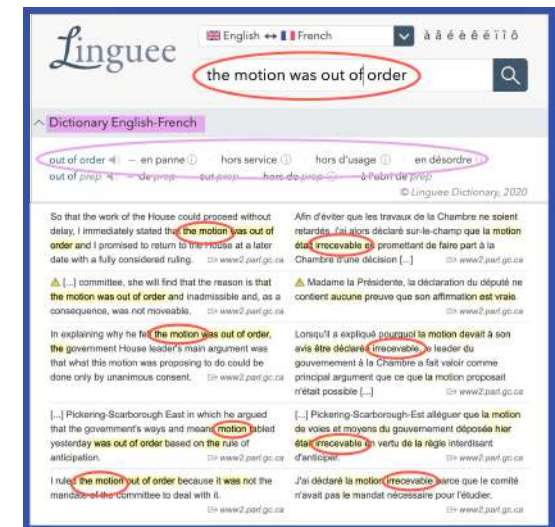 Linguee
English ↔ French
à â é è ê ë ï î ô
the motion was out of order
Dictionary English-French
out of order – en panne · hors service · hors d'usage · en désordre
out of prep – de prep · sur prep · hors de prep · à l'abri de prep
© Linguee Dictionary, 2020
So that the work of the House could proceed without
delay, I immediately stated that the motion was out of
order and I promised to return to the House at a later
date with a fully considered ruling. www2.parl.gc.ca
Afin d'éviter que les travaux de la Chambre ne soient
retardés, j'ai alors déclaré sur-le-champ que la motion
était irrecevable en promettant de faire part à la
Chambre d'une décision [...] www2.parl.gc.ca
[...] committee, she will find that the reason is that
the motion was out of order and inadmissible and, as a
consequence, was not moveable. www2.parl.gc.ca
Madame la Présidente, la déclaration du député ne
contient aucune preuve que son affirmation est vraie.
www2.parl.gc.ca
In explaining why he felt the motion was out of order,
the government House leader's main argument was
that what this motion was proposing to do could be
done only by unanimous consent. www2.parl.gc.ca
Lorsqu'il a expliqué pourquoi la motion devait à son
avis être déclarée irrecevable, le leader du
gouvernement à la Chambre a fait valoir comme
principal argument que ce que la motion proposait
n'était possible [...] www2.parl.gc.ca
[...] Pickering-Scarborough East in which he argued
that the government's ways and means motion tabled
yesterday was out of order based on the rule of
anticipation. www2.parl.gc.ca
[...] Pickering-Scarborough-Est alléguer que la motion
de voies et moyens du gouvernement déposée hier
était irrecevable en vertu de la règle interdisant
d'anticiper. www2.parl.gc.ca
I ruled the motion out of order because it was not the
mandate of the committee to deal with it.
www2.parl.gc.ca
J'ai déclaré la motion irrecevable parce que le comité
n'avait pas le mandat nécessaire pour l'étudier.
www2.parl.gc.ca